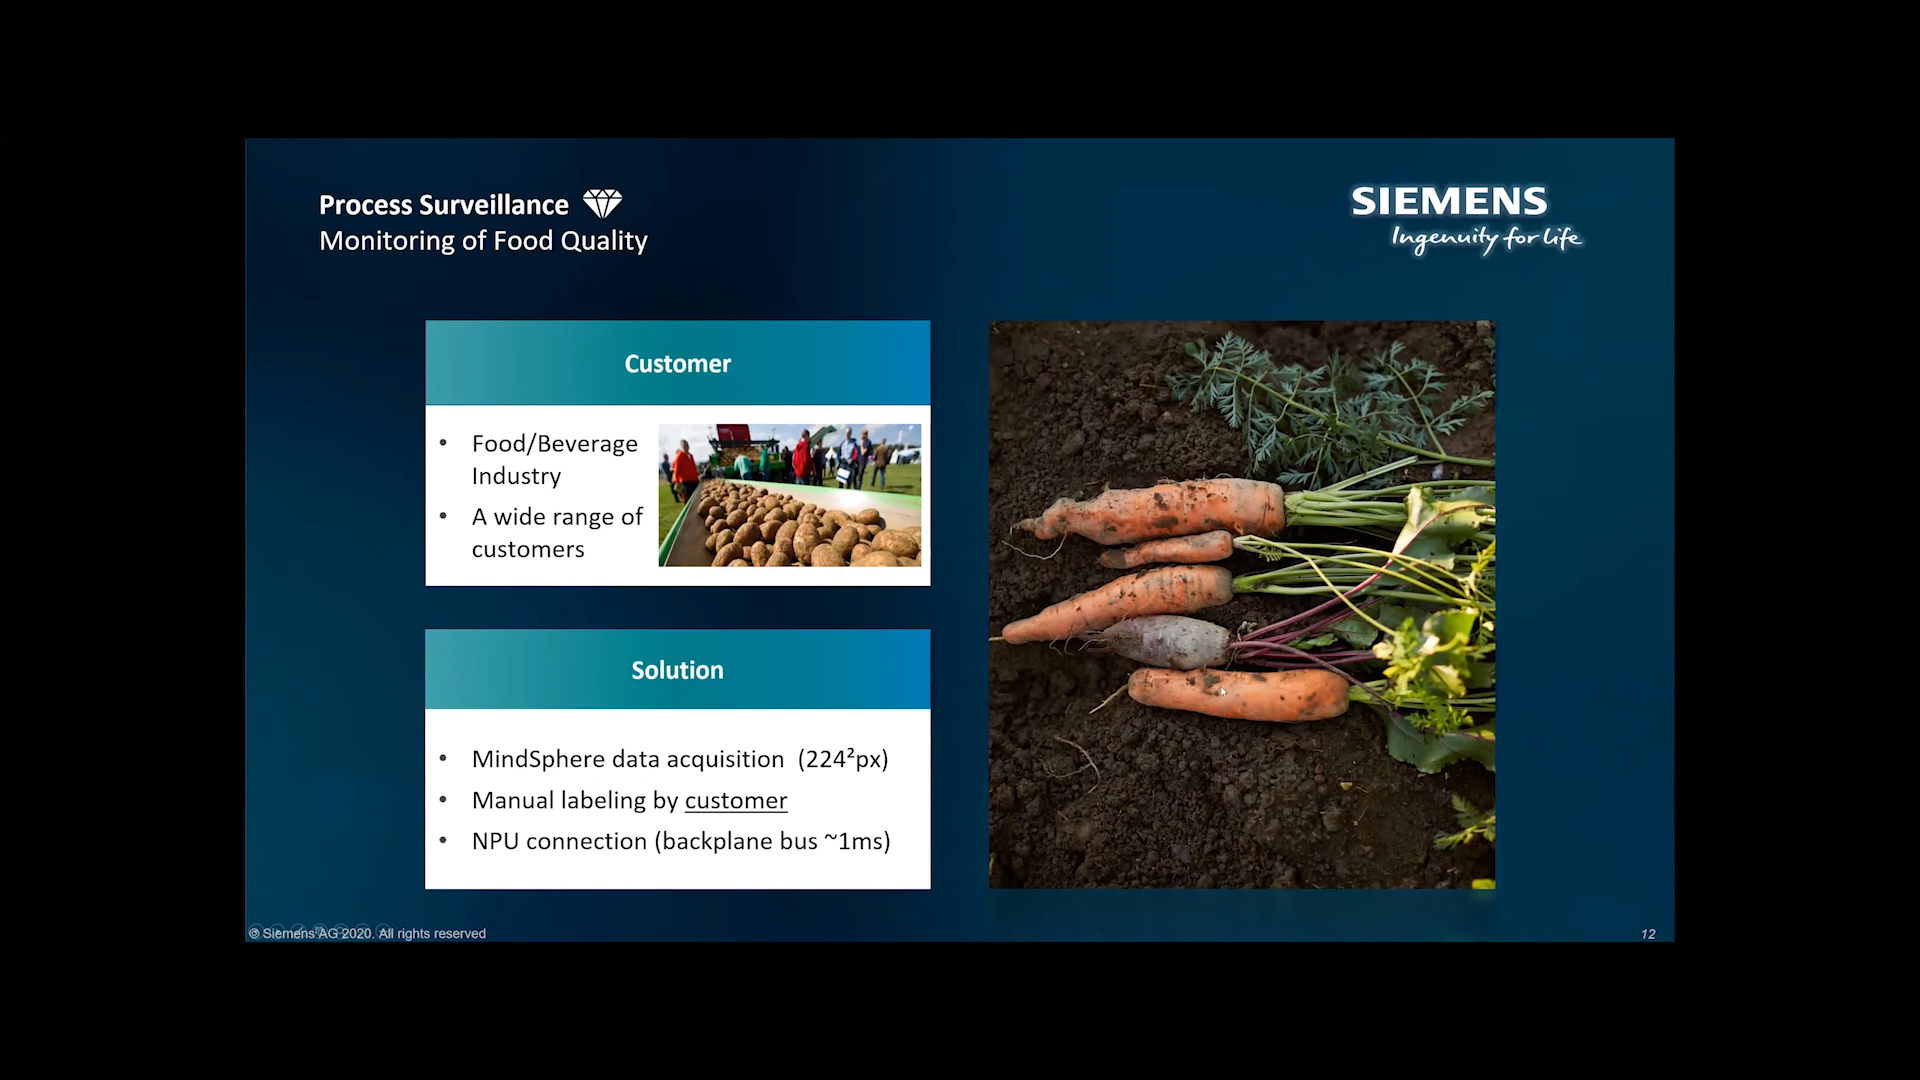 Process Surveillance
Monitoring of Food Quality
SIEMENS
Ingenuity for life
Customer
• Food/Beverage
Industry
• A wide range of
customers
Solution
• MindSphere data acquisition (224²px)
• Manual labeling by customer
• NPU connection (backplane bus ~1ms)
© Siemens AG 2020. All rights reserved
12